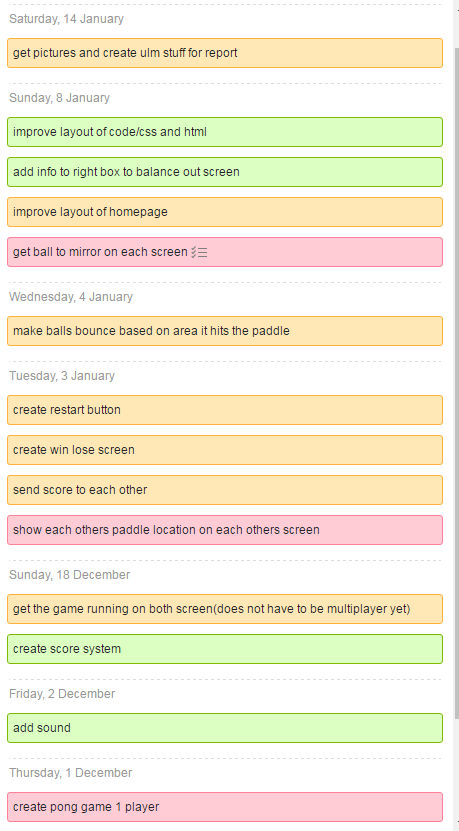 Saturday, 14 January
get pictures and create ulm stuff for report
Sunday, 8 January
improve layout of code/css and html
add info to right box to balance out screen
improve layout of homepage
get ball to mirror on each screen
Wednesday, 4 January
make balls bounce based on area it hits the paddle
Tuesday, 3 January
create restart button
create win lose screen
send score to each other
show each others paddle location on each others screen
Sunday, 18 December
get the game running on both screen(does not have to be multiplayer yet)
create score system
Friday, 2 December
add sound
Thursday, 1 December
create pong game 1 player